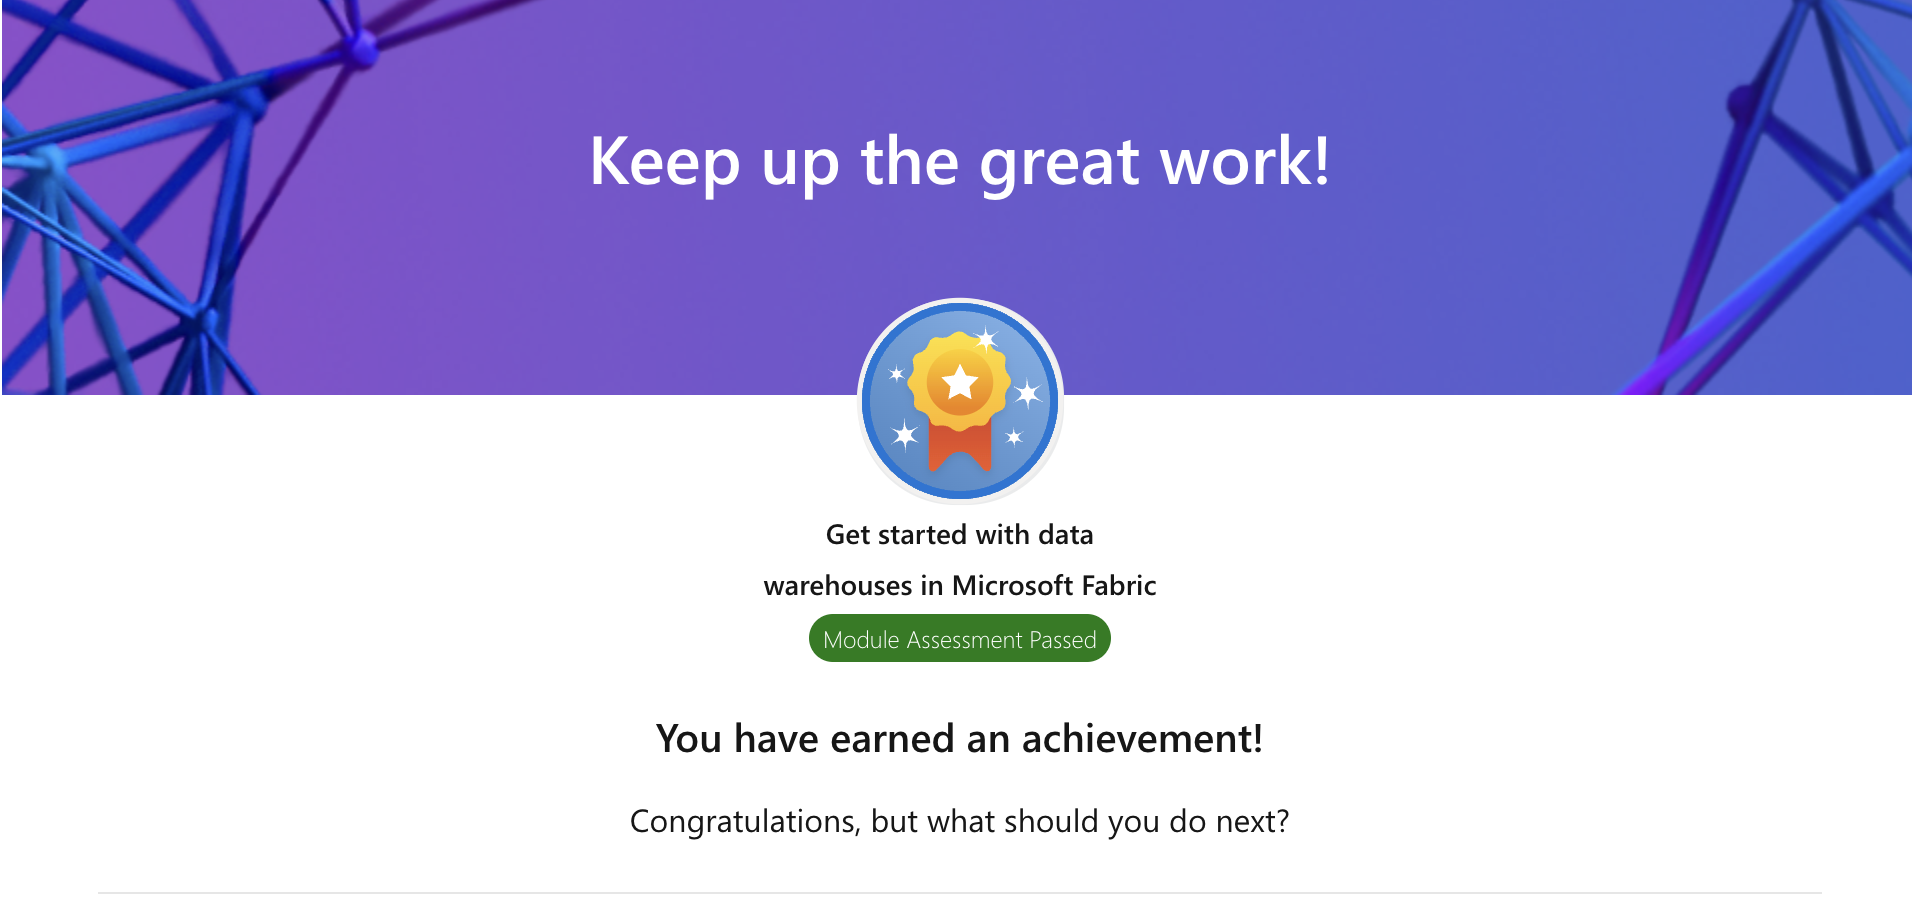 Keep up the great work!
Get started with data
warehouses in Microsoft Fabric
Module Assessment Passed
You have earned an achievement!
Congratulations, but what should you do next?